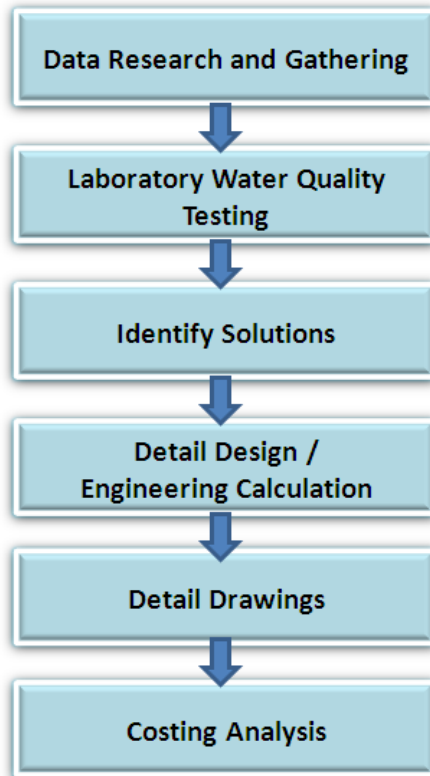 Data Research and Gathering
Laboratory Water Quality
Testing
Identify Solutions
Detail Design /
Engineering Calculation
Detail Drawings
Costing Analysis